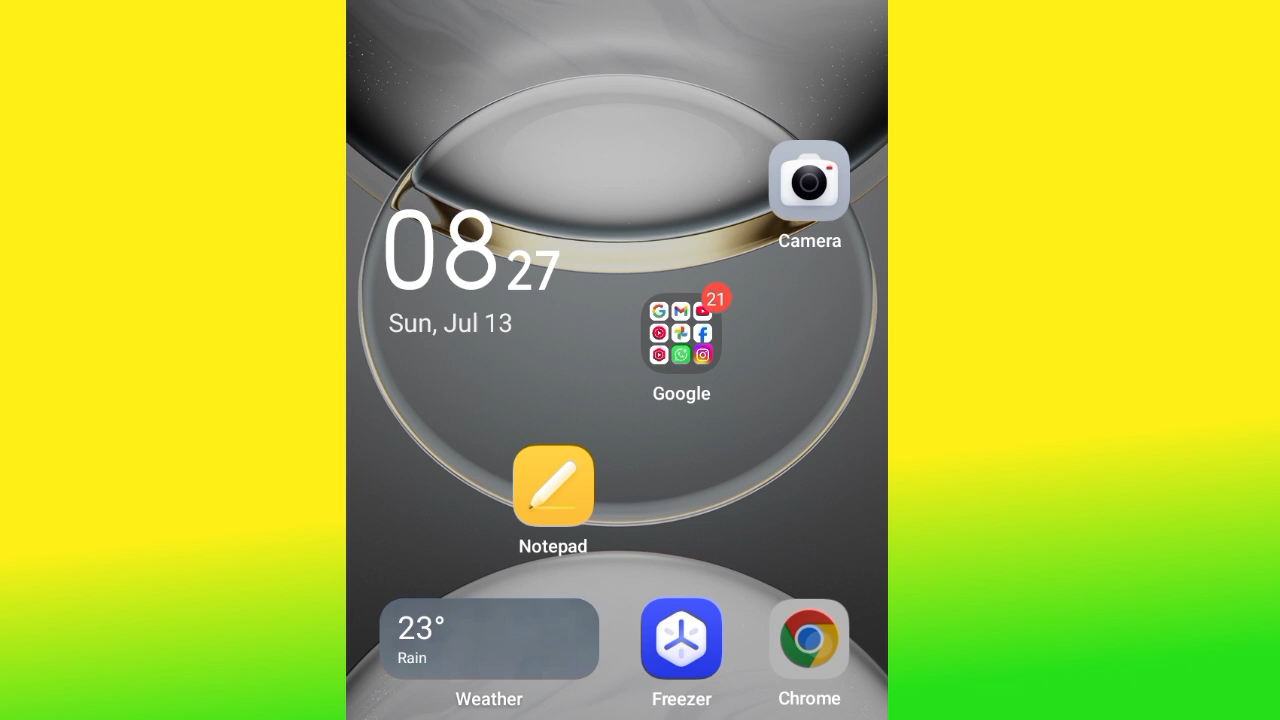 Camera
08 27
Sun, Jul 13
21
Google
Notepad
23°
Rain
Weather
Freezer
Chrome